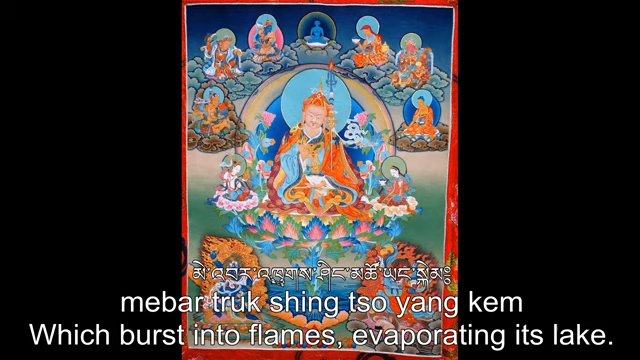 མེ་འབར་འཁྲུགས་ཤིང་མཚོ་ཡང་སྐེམ༔
mebar truk shing tso yang kem
Which burst into flames, evaporating its lake.